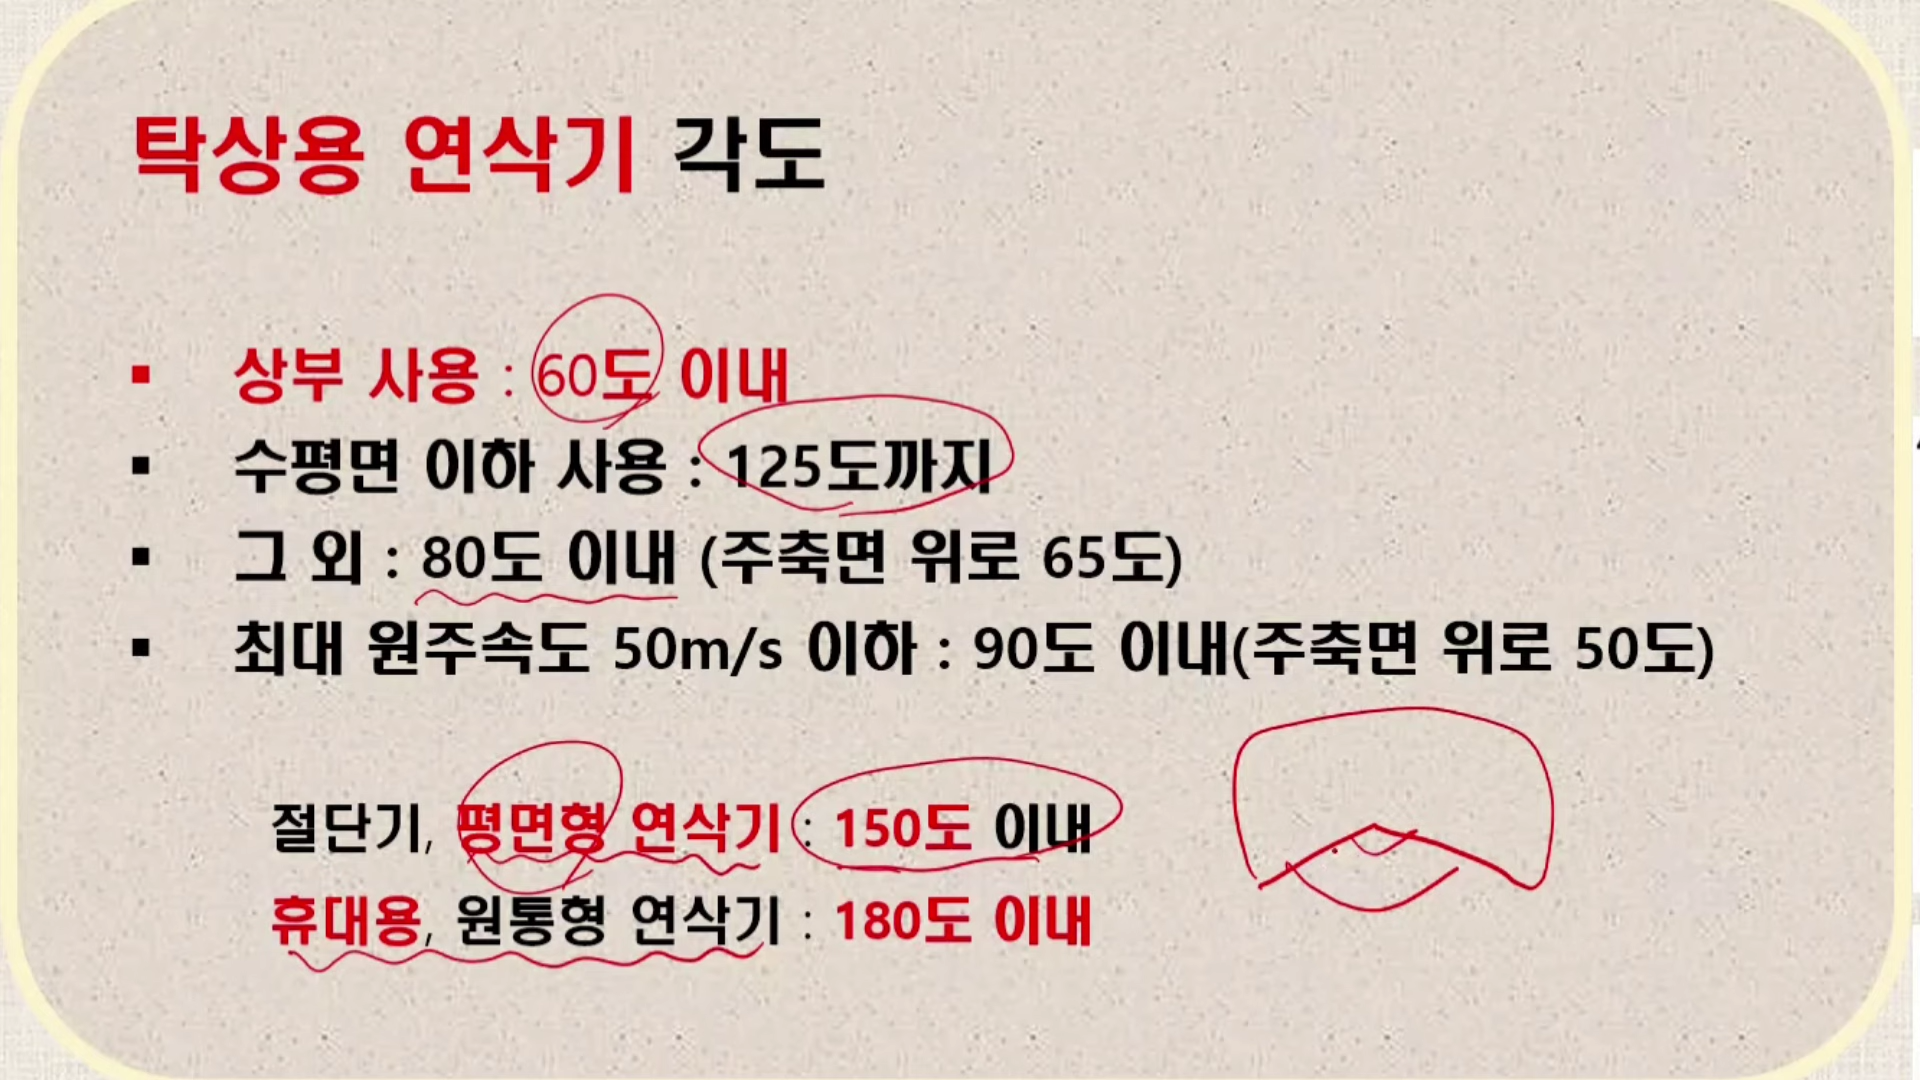 탁상용 연삭기 각도
▪ 상부 사용 : 60도 이내
▪ 수평면 이하 사용 : 125도까지
▪ 그 외 : 80도 이내 (주축면 위로 65도)
▪ 최대 원주속도 50m/s 이하 : 90도 이내(주축면 위로 50도)
절단기, 평면형 연삭기 : 150도 이내
휴대용, 원통형 연삭기 : 180도 이내